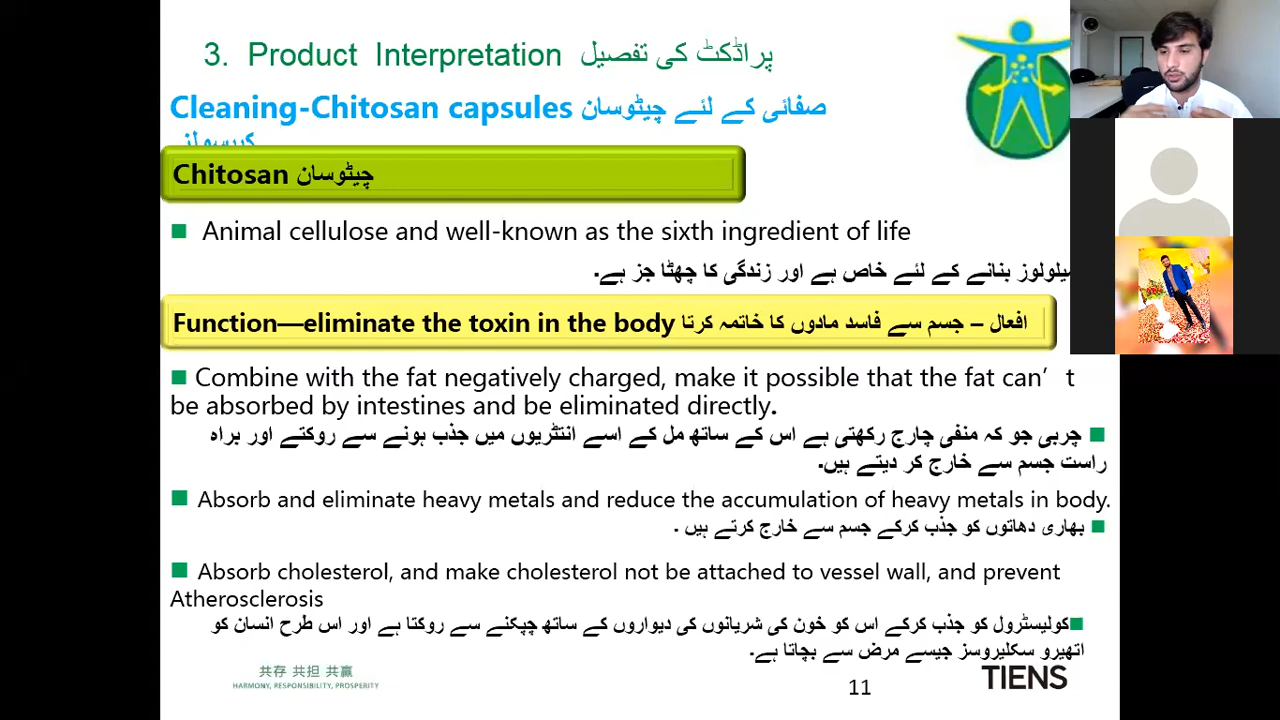 3. Product Interpretation پراڈکٹ کی تفصیل
Cleaning-Chitosan capsules صفائی کے لئے چیٹوسان
کیپسولز
Chitosan چیٹوسان
Animal cellulose and well-known as the sixth ingredient of life
سیلولوز بنانے کے لئے خاص ہے اور زندگی کا چھٹا جز ہے۔
Function—eliminate the toxin in the body افعال – جسم سے فاسد مادوں کا خاتمہ کرتا
Combine with the fat negatively charged, make it possible that the fat can’ t
be absorbed by intestines and be eliminated directly.
چربی جو کہ منفی چارج رکھتی ہے اس کے ساتھ مل کے اسے انتڑیوں میں جذب ہونے سے روکتے اور براہ
راست جسم سے خارج کر دیتے ہیں۔
Absorb and eliminate heavy metals and reduce the accumulation of heavy metals in body.
بھاری دھاتوں کو جذب کرکے جسم سے خارج کرتے ہیں ۔
Absorb cholesterol, and make cholesterol not be attached to vessel wall, and prevent
Atherosclerosis
کولیسٹرول کو جذب کرکے اس کو خون کی شریانوں کی دیواروں کے ساتھ چپکنے سے روکتا ہے اور اس طرح انسان کو
اتھیرو سکلیروسز جیسے مرض سے بچاتا ہے۔
共存 共担 共赢
HARMONY, RESPONSIBILITY, PROSPERITY
11
TIENS